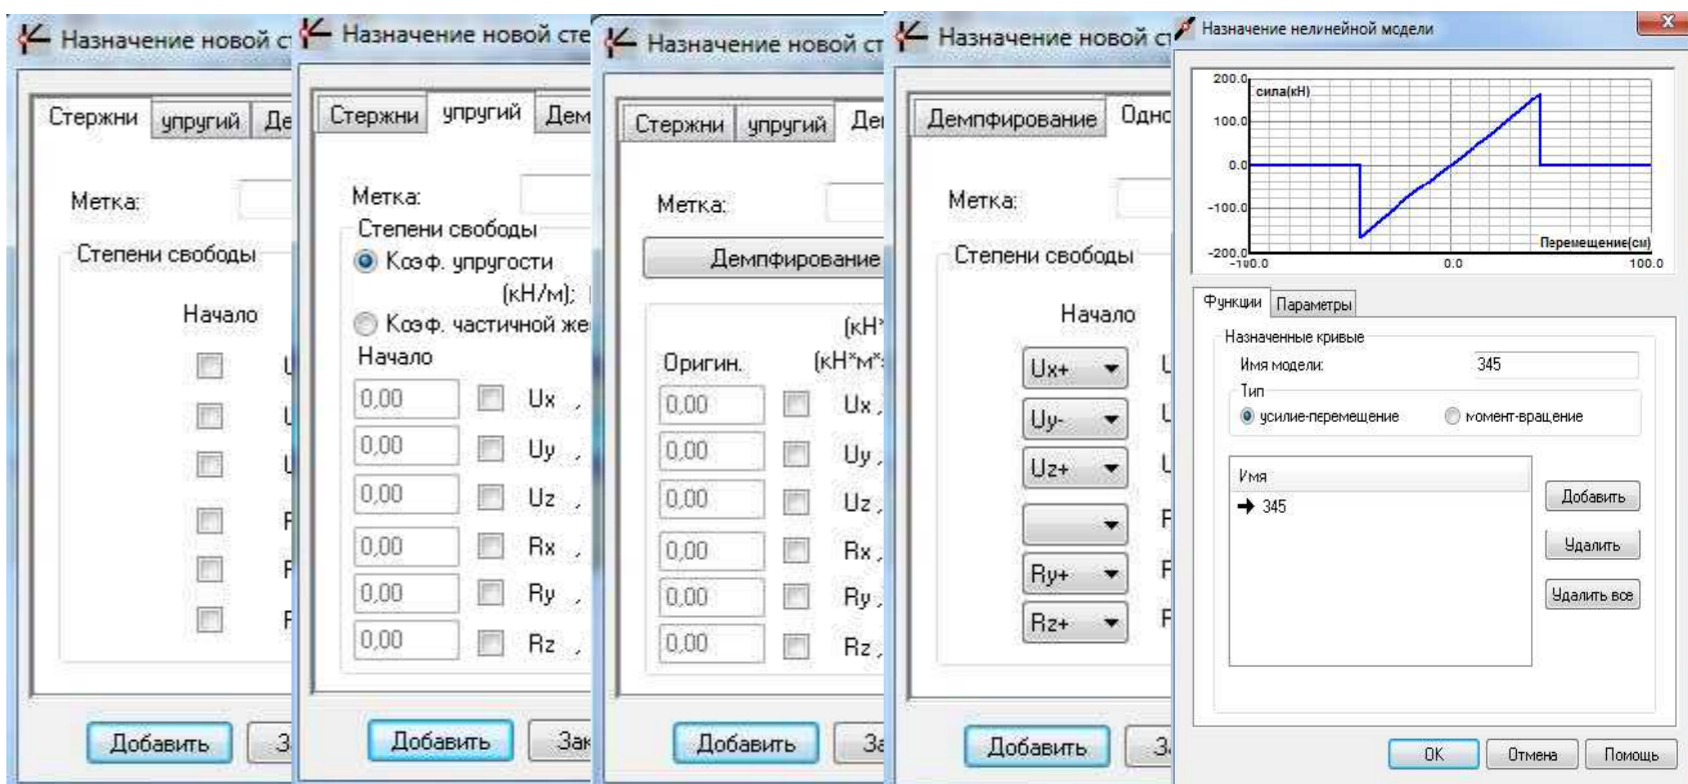 Назначение новой с
Стержни
упругий
Де
Метка:
Степени свободы
Начало
Добавить
Назначение новой сте
Стержни
упругий
Дем
Метка:
Степени свободы
Коэф. упругости
(кН/м);
Коэф. частичной же
Начало
0,00 Ux ,
0,00 Uy ,
0,00 Uz ,
0,00 Rx ,
0,00 Ry ,
0,00 Rz ,
Добавить
Зак
Назначение новой ст
Стержни
упругий
Де
Метка:
Демпфирование
(кН*
Оригин. (кН*м*
0,00 Ux ,
0,00 Uy ,
0,00 Uz ,
0,00 Rx ,
0,00 Ry ,
0,00 Rz ,
Добавить
За
Назначение новой ст
Демпфирование
Одно
Метка:
Степени свободы
Начало
Ux+
Uy-
Uz+
Ry+
Rz+
Добавить
Назначение нелинейной модели
X
200.0
сила(кН)
100.0
0.0
-100.0
-200.0
Перемещение(см)
-100.0 0.0 100.0
Функции
Параметры
Назначенные кривые
Имя модели: 345
Тип
усилие-перемещение
момент-вращение
Имя
345
Добавить
Удалить
Удалить все
OK
Отмена
Помощь